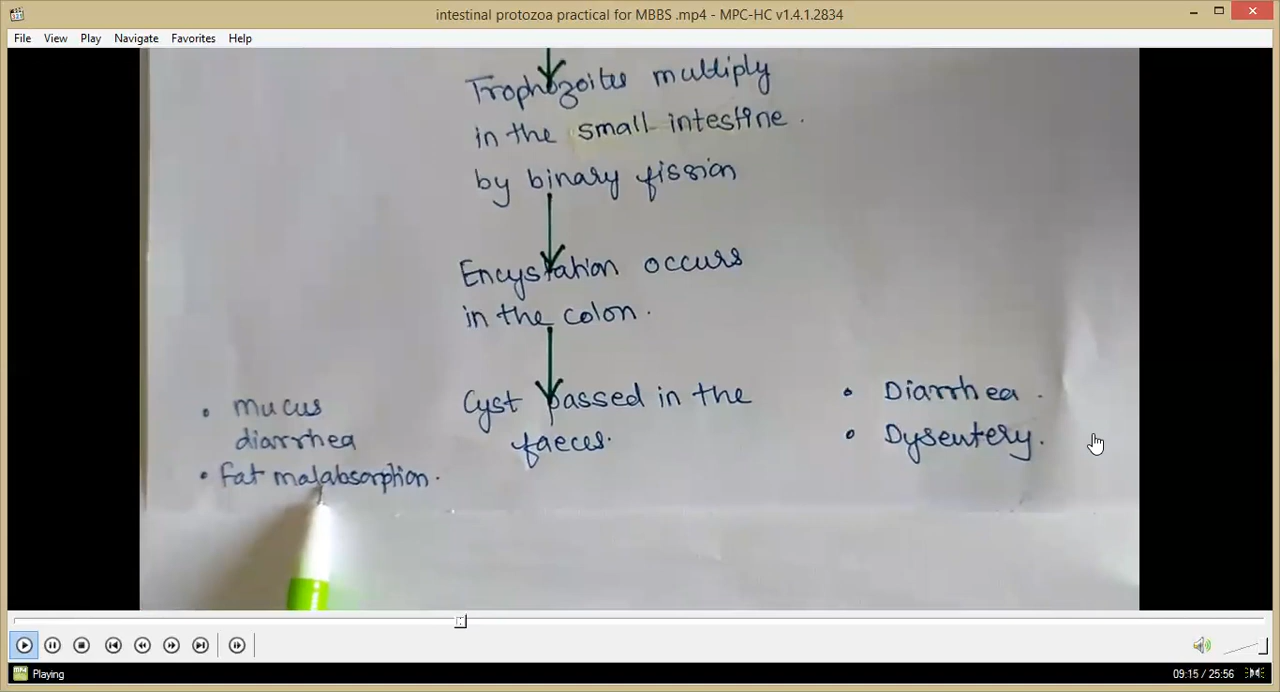 intestinal protozoa practical for MBBS .mp4 - MPC-HC v1.4.1.2834
File View Play Navigate Favorites Help
Trophozoites multiply
in the small intestine.
by binary fission
Encystation occurs
in the colon.
Cyst passed in the
faeces.
• mucus
diarrhea
• Fat malabsorption.
• Diarrhea.
• Dysentery.
Playing
09:15 / 25:56